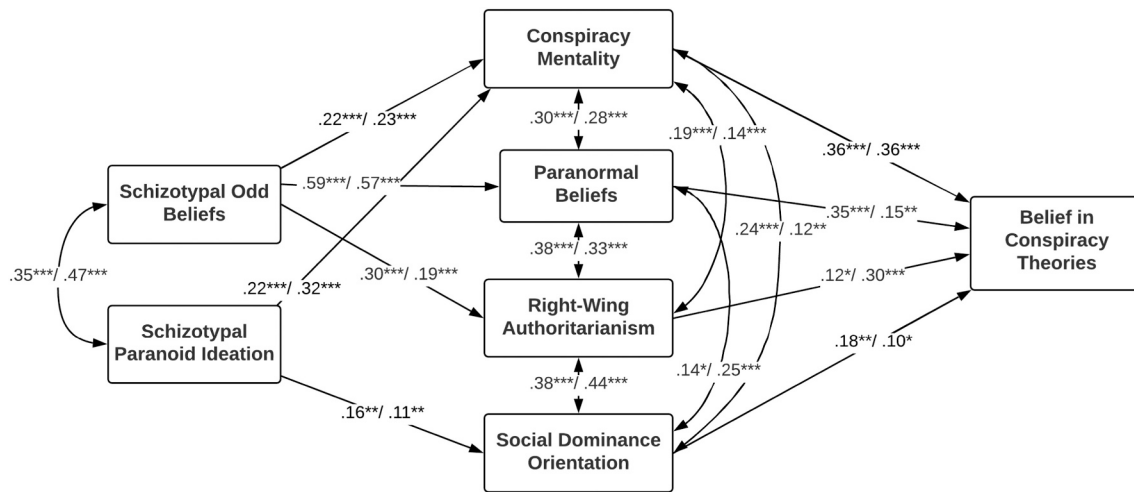 Conspiracy
Mentality
.22***/ .23***
.30***/ .28***
.19***/ .14***
.36***/ .36***
Schizotypal Odd
Beliefs
.59***/ .57***
Paranormal
Beliefs
.35***/ .15**
.24***/ .12**
Belief in
Conspiracy
Theories
.35***/ .47***
.38***/ .33***
.30***/ .19***
.22***/ .32***
.12*/ .30***
Schizotypal
Paranoid Ideation
Right-Wing
Authoritarianism
.18**/ .10*
.14*/ .25***
.38***/ .44***
.16**/ .11**
Social Dominance
Orientation